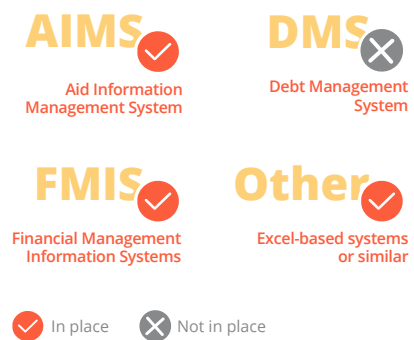 AIMS
Aid Information
Management System
DMS
Debt Management
System
FMIS
Financial Management
Information Systems
Other
Excel-based systems
or similar
In place
Not in place